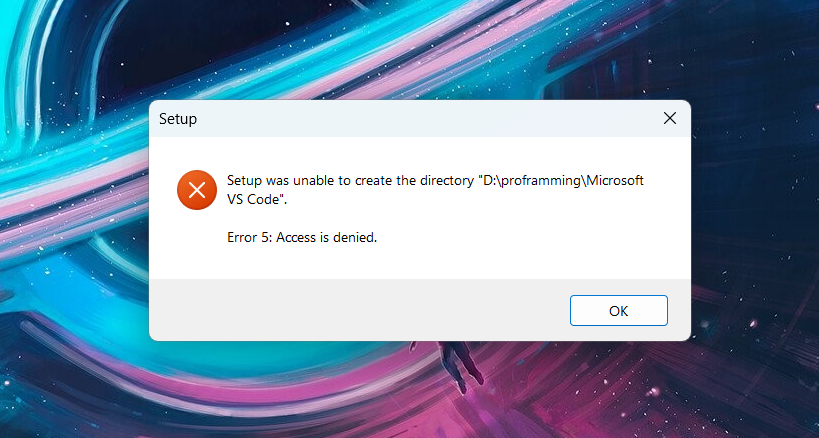 Setup
Setup was unable to create the directory "D:\proframming\Microsoft
VS Code".
Error 5: Access is denied.
OK